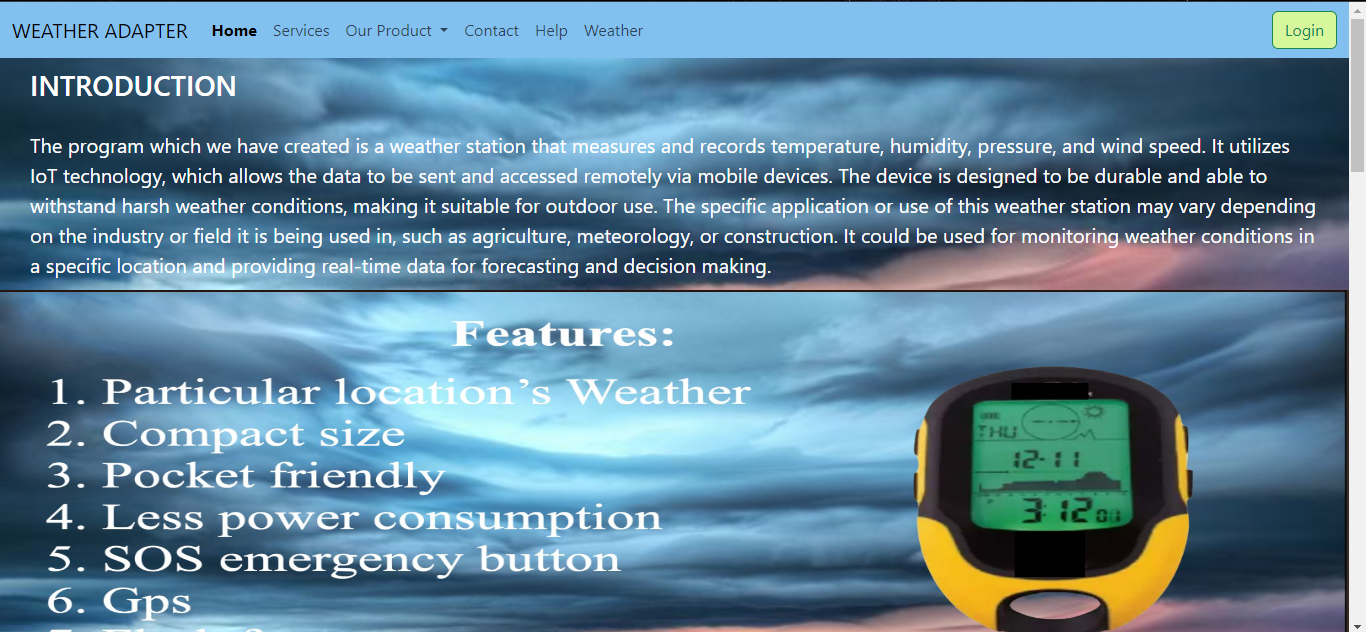 WEATHER ADAPTER Home Services Our Product Contact Help Weather Login
INTRODUCTION
The program which we have created is a weather station that measures and records temperature, humidity, pressure, and wind speed. It utilizes
IoT technology, which allows the data to be sent and accessed remotely via mobile devices. The device is designed to be durable and able to
withstand harsh weather conditions, making it suitable for outdoor use. The specific application or use of this weather station may vary depending
on the industry or field it is being used in, such as agriculture, meteorology, or construction. It could be used for monitoring weather conditions in
a specific location and providing real-time data for forecasting and decision making.
Features:
1. Particular location's Weather
2. Compact size
3. Pocket friendly
4. Less power consumption
5. SOS emergency button
6. Gps
THU
12-11
3:12